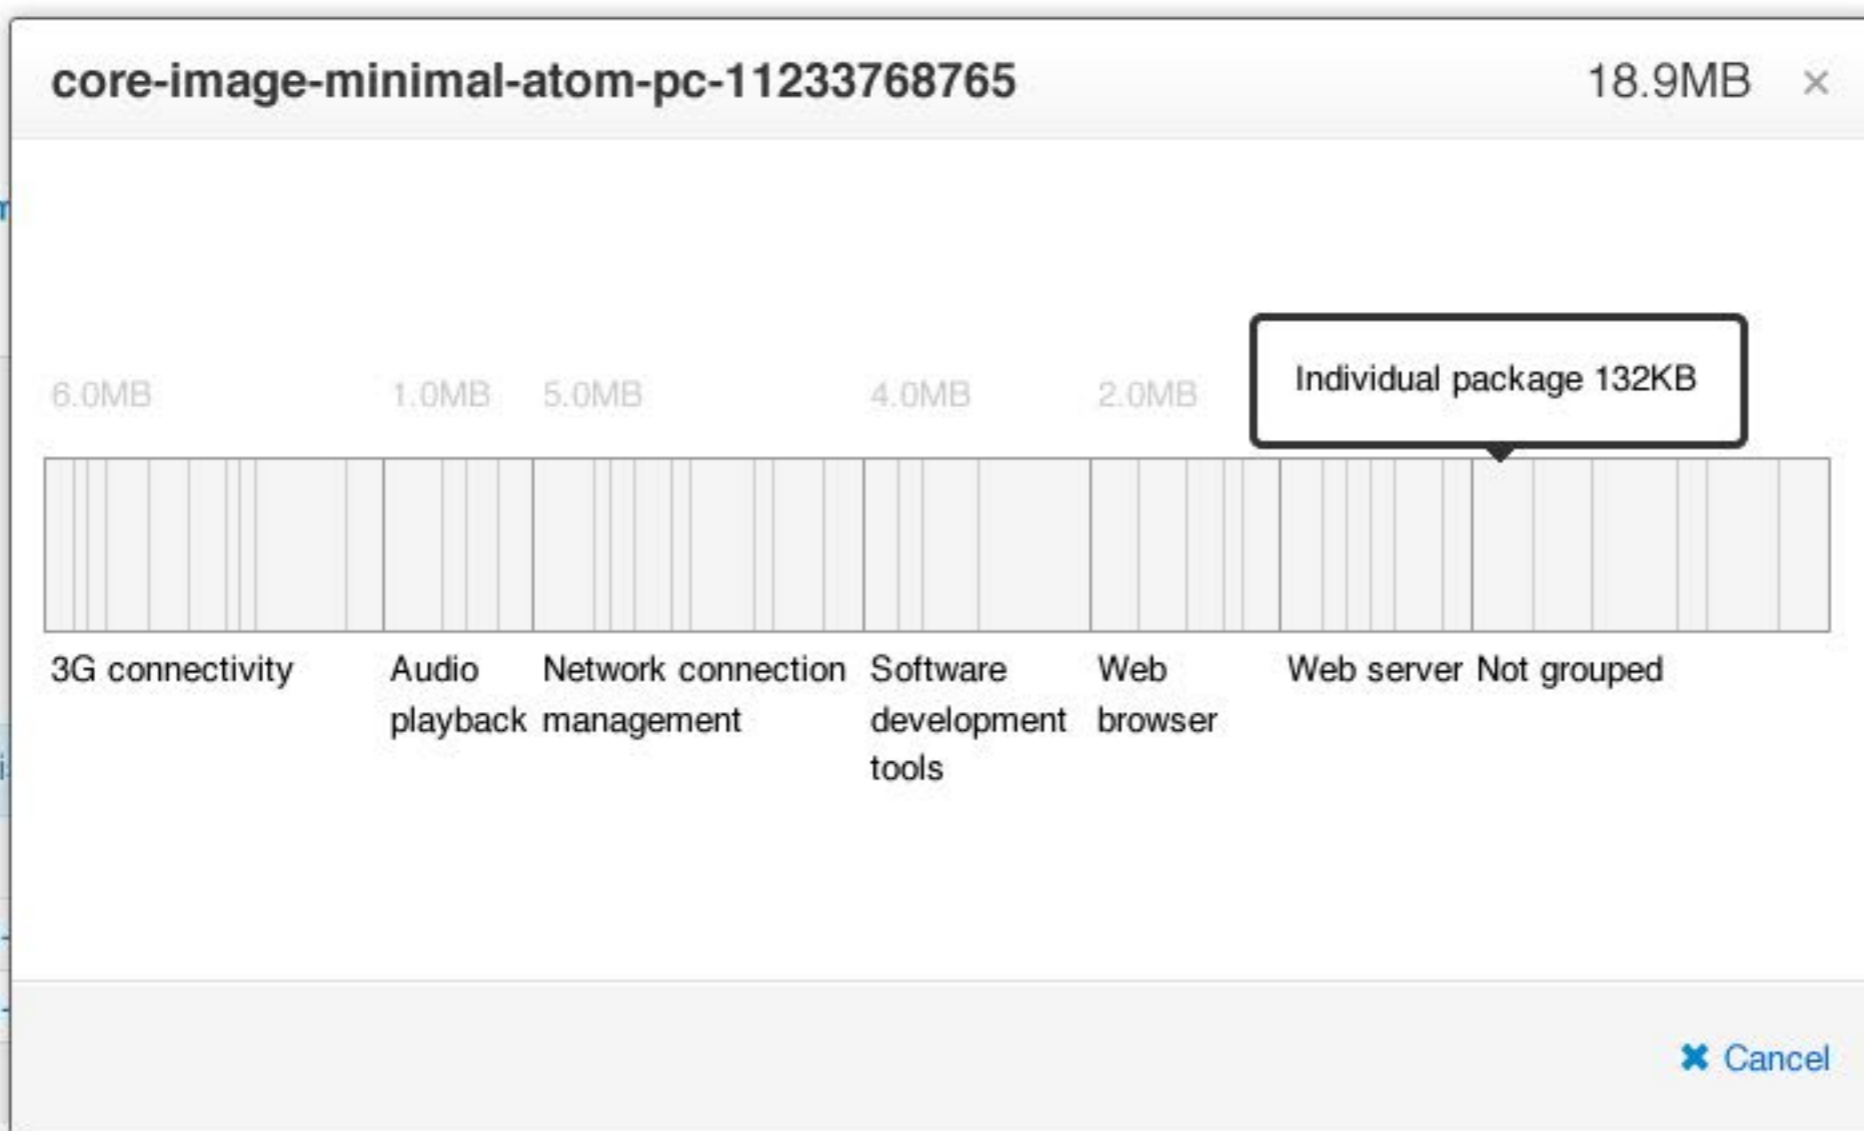 core-image-minimal-atom-pc-11233768765
18.9MB ×
Individual package 132KB
6.0MB 1.0MB 5.0MB 4.0MB 2.0MB
3G connectivity Audio Network connection Software Web Web server Not grouped
playback management development browser
tools
✖ Cancel